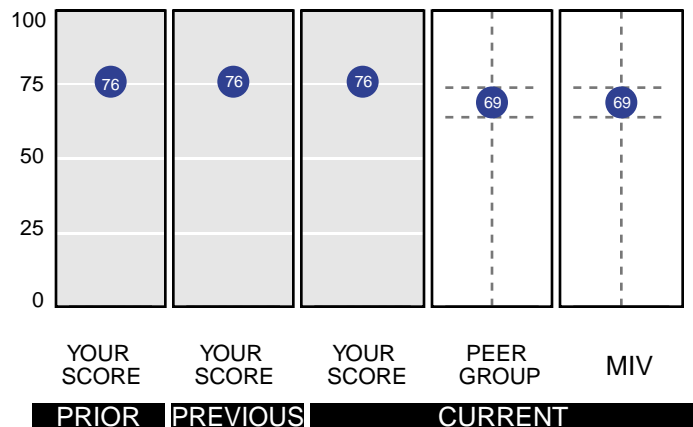 100
75
50
25
0
76
76
76
69
69
YOUR
SCORE
YOUR
SCORE
YOUR
SCORE
PEER
GROUP
MIV
PRIOR
PREVIOUS
CURRENT